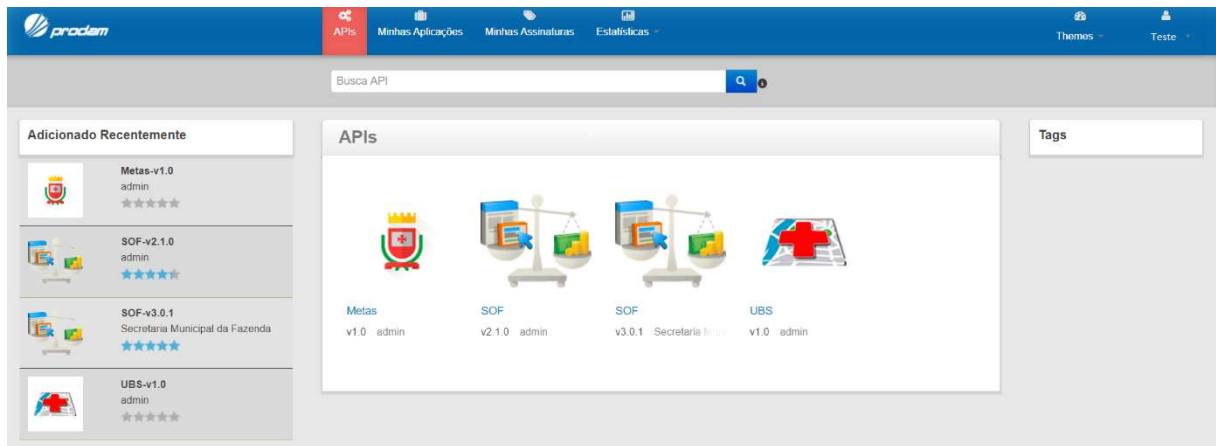 prodam
APIs
Minhas Aplicações
Minhas Assinaturas
Estatísticas
Themes
Teste
Busca API
Adicionado Recentemente
Metas-v1.0
admin
SOF-v2.1.0
admin
SOF-v3.0.1
Secretaria Municipal da Fazenda
UBS-v1.0
admin
APIs
Metas
v1.0 admin
SOF
v2.1.0 admin
SOF
v3.0.1 Secretaria
UBS
v1.0 admin
Tags